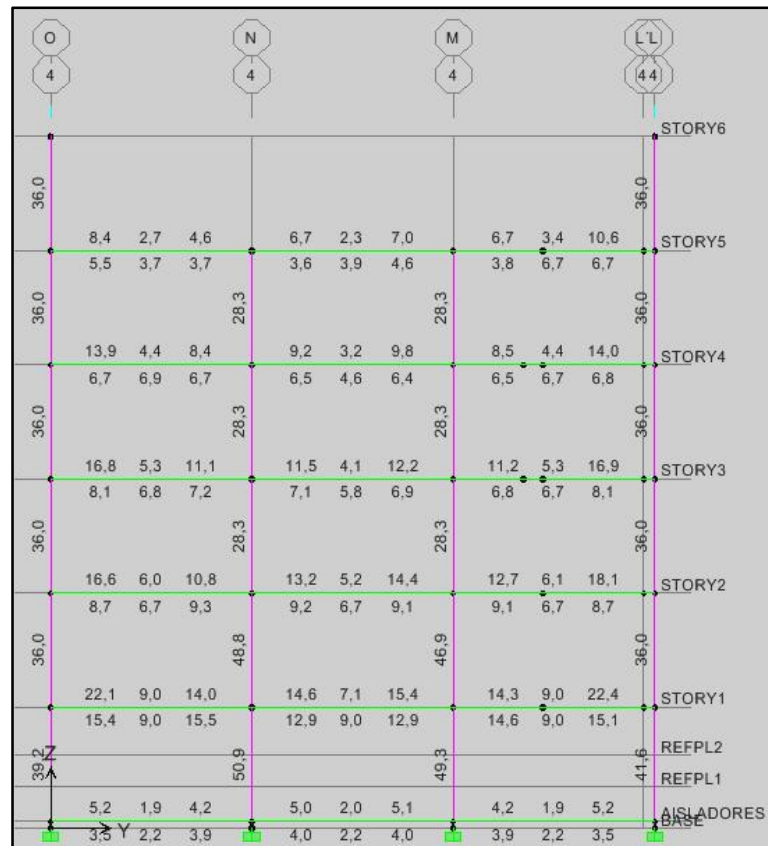 O N M L' L
4 4 4 4 4
STORY6
36,0 36,0
8,4 2,7 4,6 6,7 2,3 7,0 6,7 3,4 10,6 STORY5
5,5 3,7 3,7 3,6 3,9 4,6 3,8 6,7 6,7
36,0 28,3 28,3 36,0
13,9 4,4 8,4 9,2 3,2 9,8 8,5 4,4 14,0 STORY4
6,7 6,9 6,7 6,5 4,6 6,4 6,5 6,7 6,8
36,0 28,3 28,3 36,0
16,8 5,3 11,1 11,5 4,1 12,2 11,2 5,3 16,9 STORY3
8,1 6,8 7,2 7,1 5,8 6,9 6,8 6,7 8,1
36,0 28,3 28,3 36,0
16,6 6,0 10,8 13,2 5,2 14,4 12,7 6,1 18,1 STORY2
8,7 6,7 9,3 9,2 6,7 9,1 9,1 6,7 8,7
36,0 48,8 46,9 36,0
22,1 9,0 14,0 14,6 7,1 15,4 14,3 9,0 22,4 STORY1
15,4 9,0 15,5 12,9 9,0 12,9 14,6 9,0 15,1
REFPL2
39,2 Z 50,9 49,3 41,6
REFPL1
5,2 1,9 4,2 5,0 2,0 5,1 4,2 1,9 5,2 AISLADORES
Y BASE
3,5 2,2 3,9 4,0 2,2 4,0 3,9 2,2 3,5